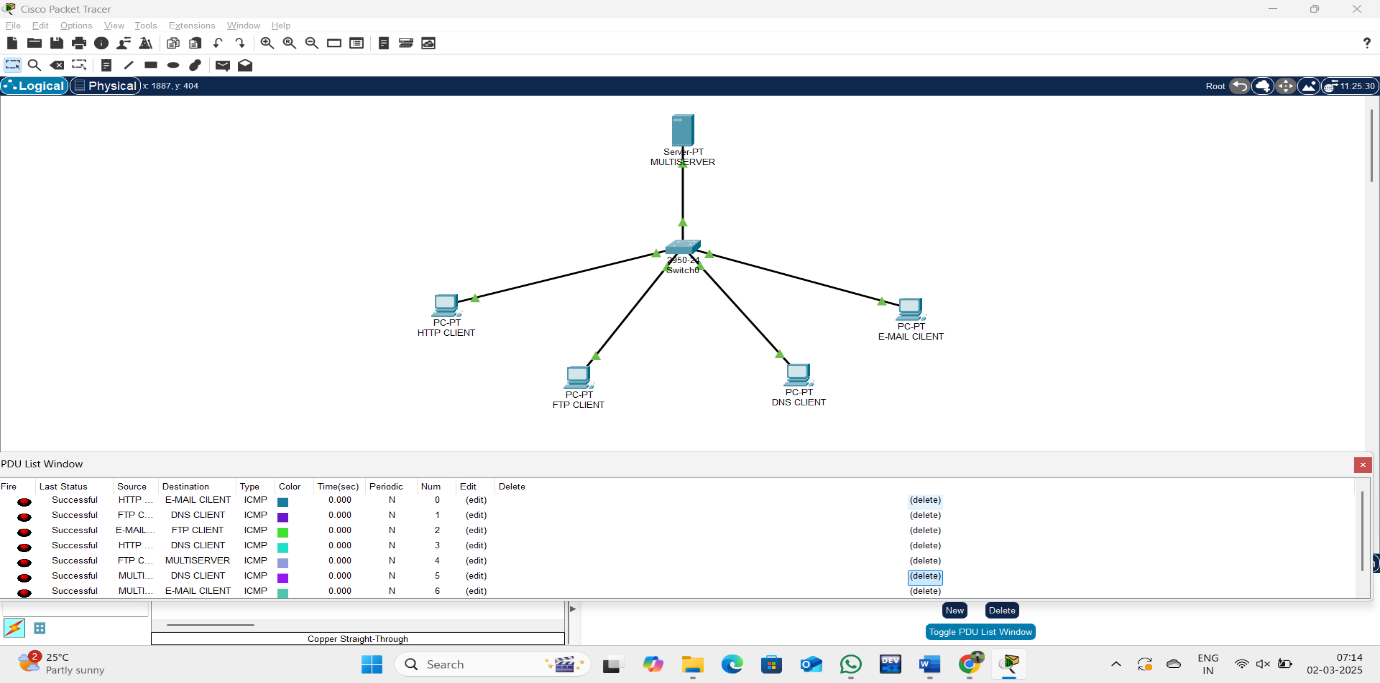 Cisco Packet Tracer
File Edit Options View Tools Extensions Window Help
?
Logical Physical x: 1887, y: 404 Root 11:25:30
Server-PT
MULTISERVER
2950-24
Switch0
PC-PT
HTTP CLIENT
PC-PT
E-MAIL CILENT
PC-PT
FTP CLIENT
PC-PT
DNS CLIENT
PDU List Window
Fire Last Status Source Destination Type Color Time(sec) Periodic Num Edit Delete
Successful HTTP ... E-MAIL CILENT ICMP 0.000 N 0 (edit) (delete)
Successful FTP C... DNS CLIENT ICMP 0.000 N 1 (edit) (delete)
Successful E-MAIL... FTP CLIENT ICMP 0.000 N 2 (edit) (delete)
Successful HTTP ... DNS CLIENT ICMP 0.000 N 3 (edit) (delete)
Successful FTP C... MULTISERVER ICMP 0.000 N 4 (edit) (delete)
Successful MULTI... DNS CLIENT ICMP 0.000 N 5 (edit) (delete)
Successful MULTI... E-MAIL CILENT ICMP 0.000 N 6 (edit) (delete)
New Delete
Toggle PDU List Window
Copper Straight-Through
2
25°C
Partly sunny
Search
DEV
ENG
IN
07:14
02-03-2025